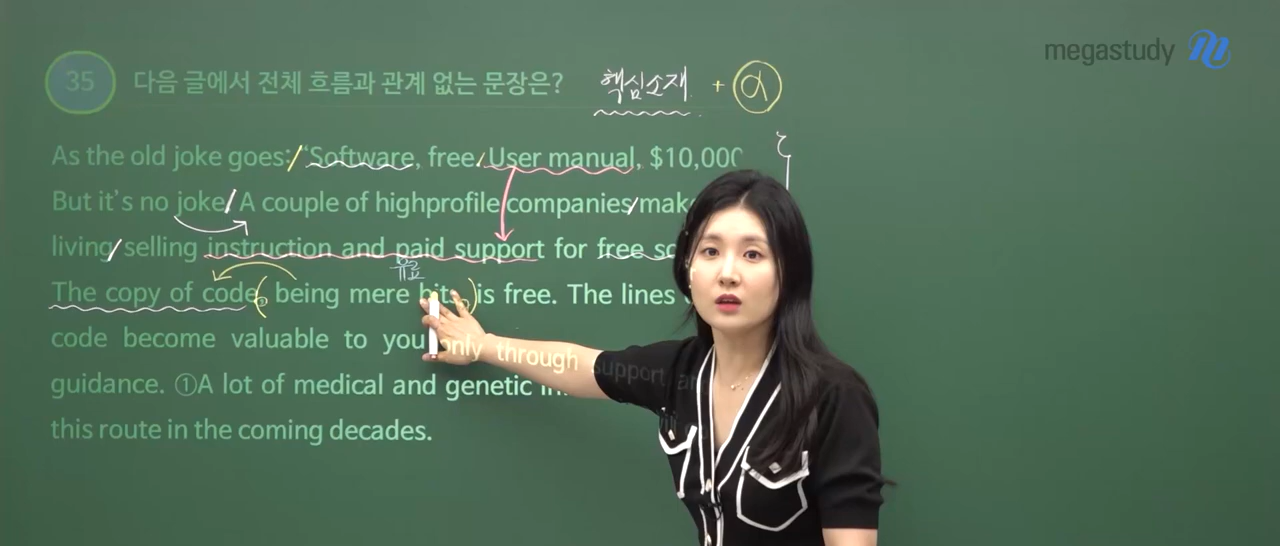 megastudy
35 다음 글에서 전체 흐름과 관계 없는 문장은? 핵심소재 + α
As the old joke goes: “Software, free. User manual, $10,000
But it’s no joke. A couple of highprofile companies mak
living selling instruction and paid support for free so
유료
The copy of code, being mere bits, is free. The lines
code become valuable to you only through support a
guidance. ①A lot of medical and genetic in
this route in the coming decades.